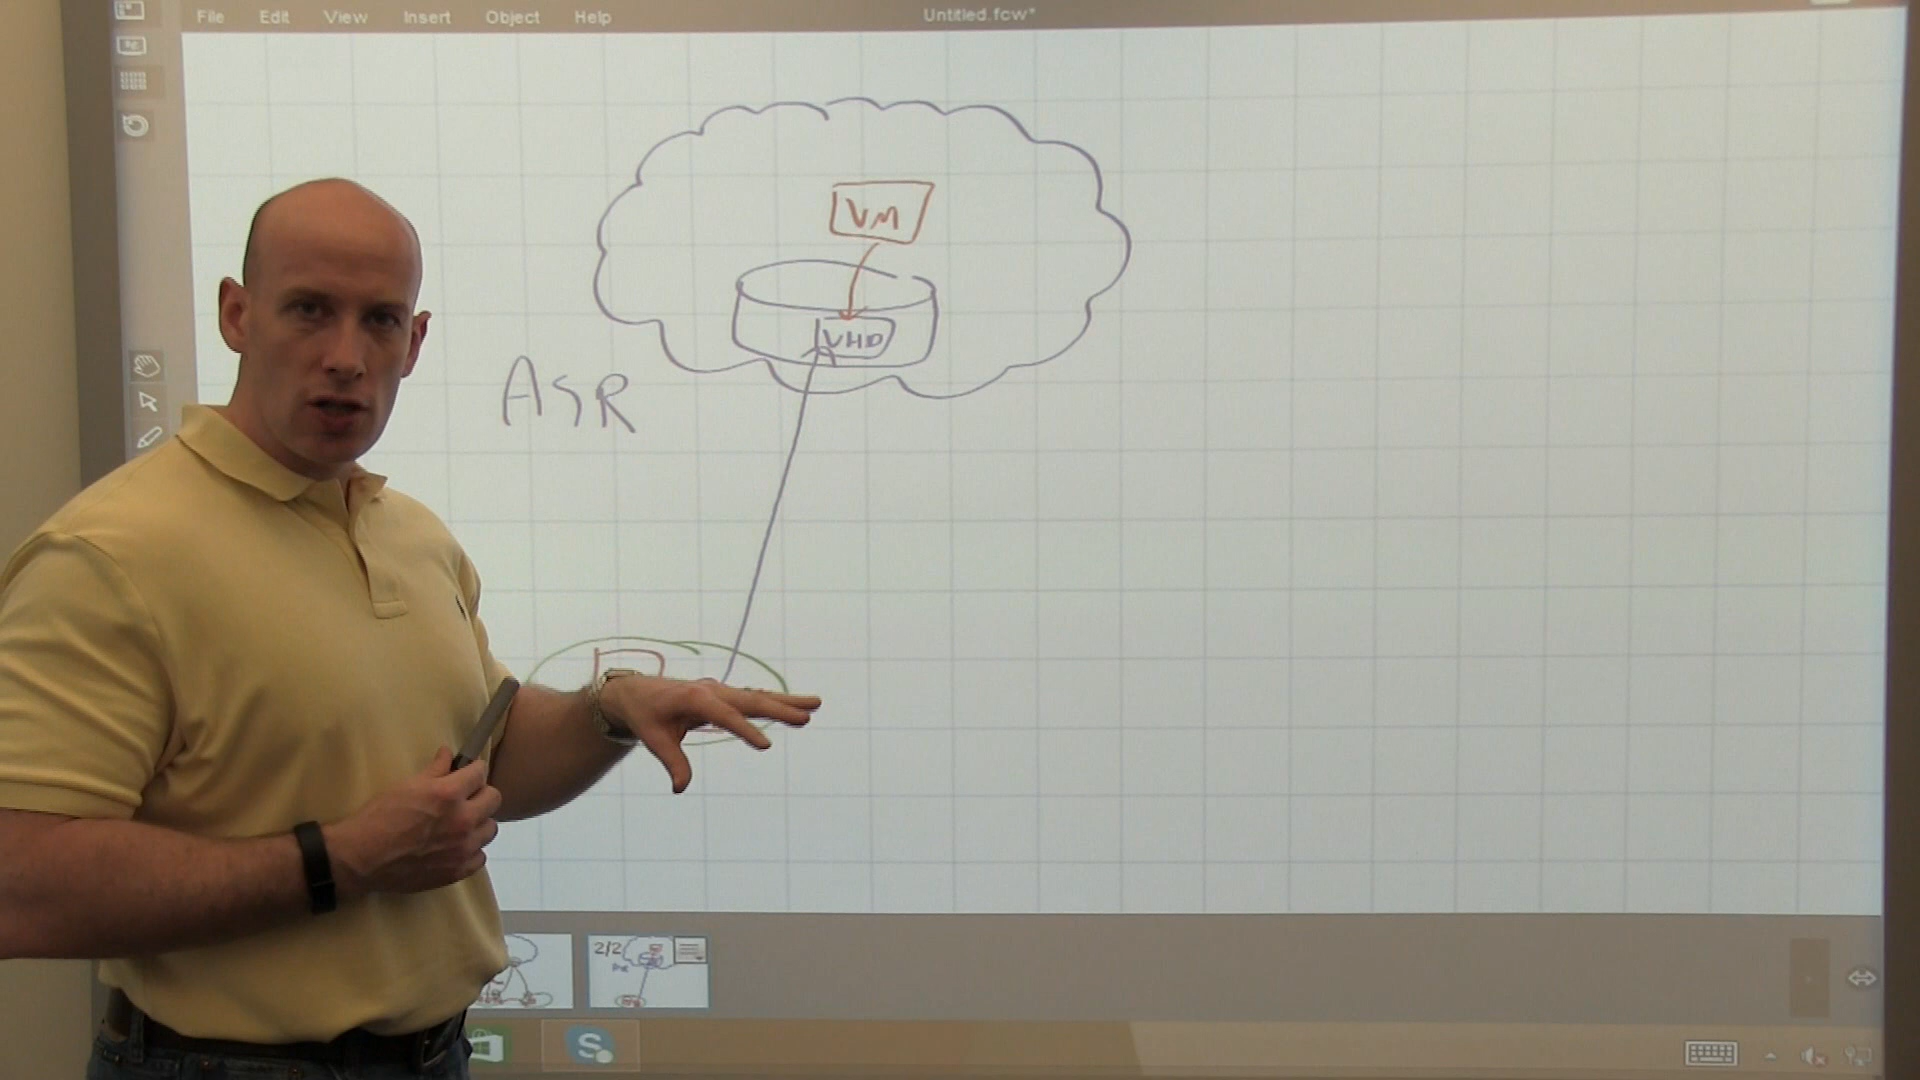 File Edit View Insert Object Help
Untitled.fcw*
VM
VHD
ASR
2/2